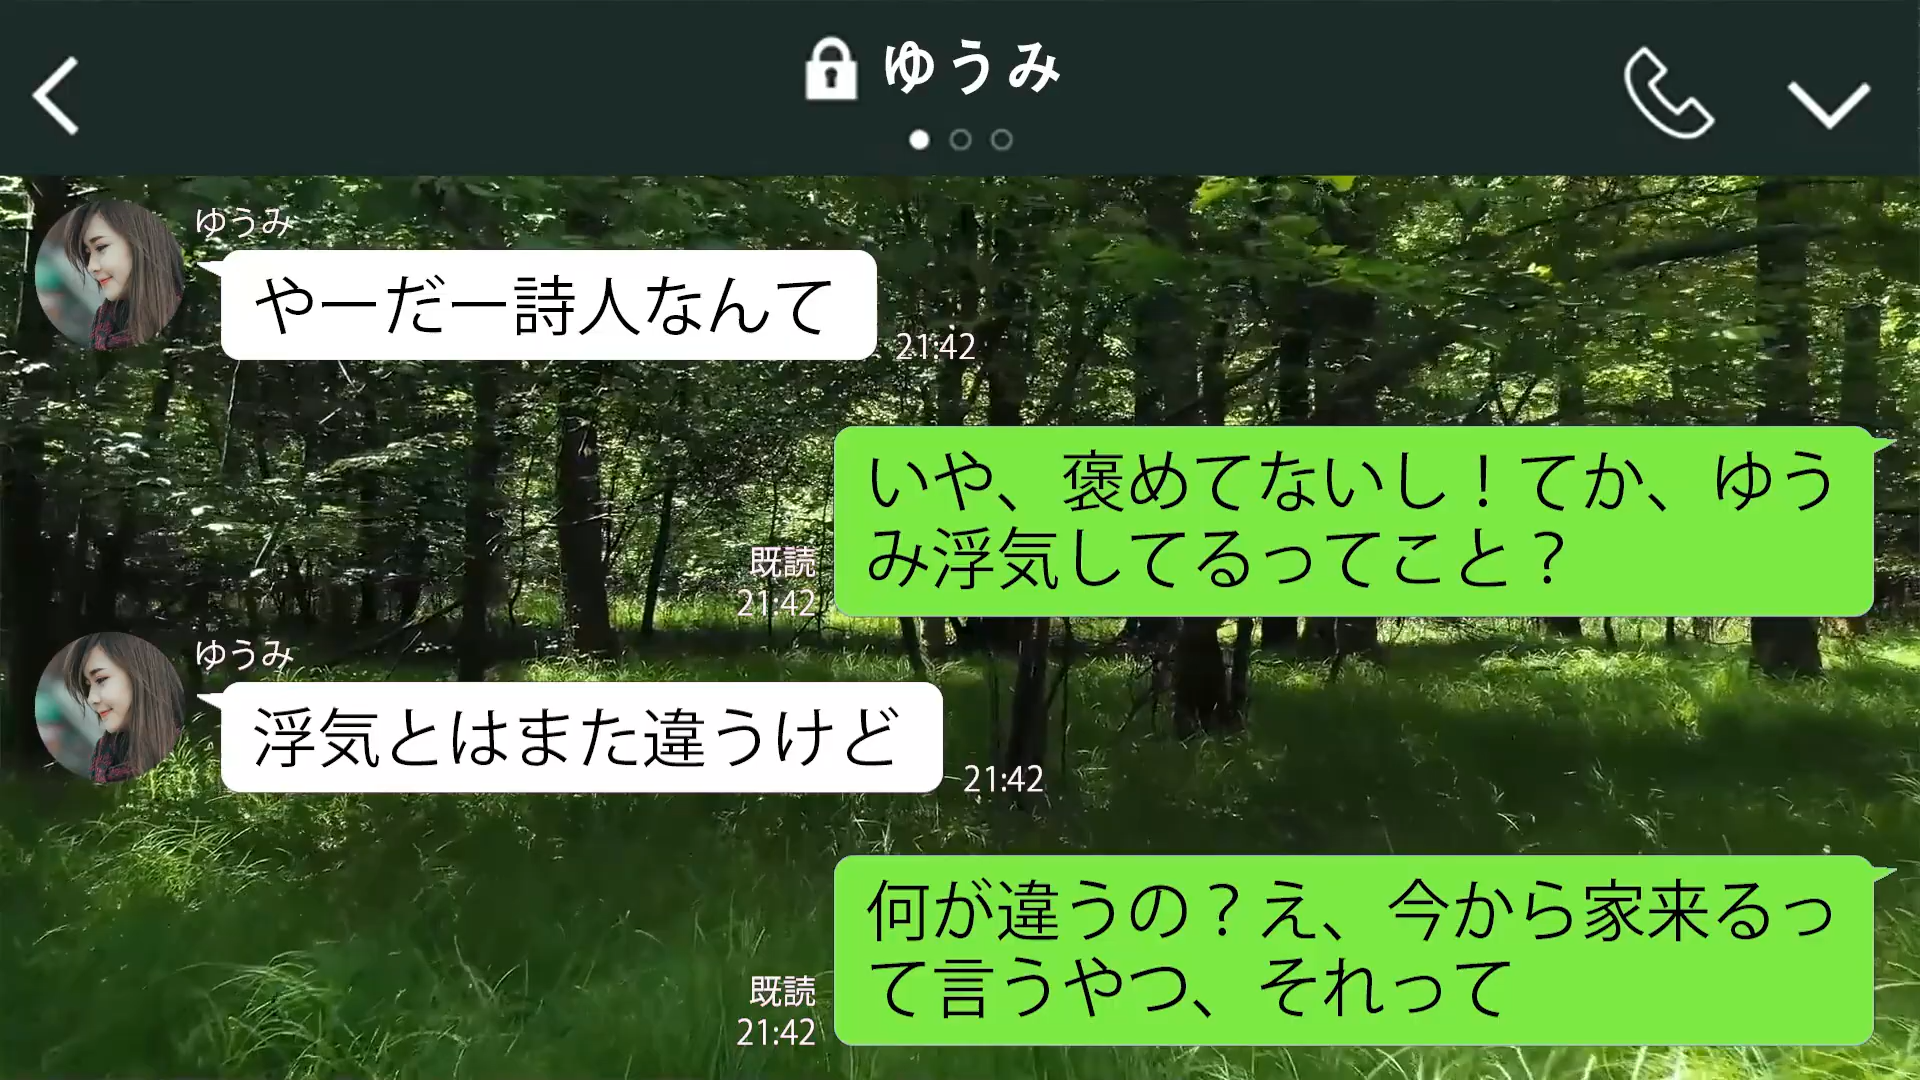 ゆうみ
ゆうみ
やーだー詩人なんて
21:42
いや、褒めてないし！てか、ゆう
み浮気してるってこと？
既読
21:42
ゆうみ
浮気とはまた違うけど
21:42
何が違うの？え、今から家来るっ
て言うやつ、それって
既読
21:42